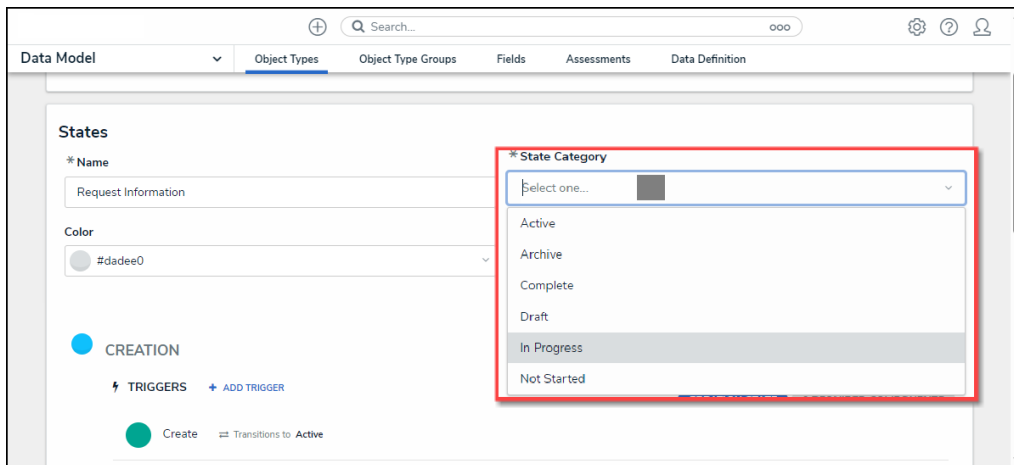 Search...
Data Model
Object Types
Object Type Groups
Fields
Assessments
Data Definition
States
*Name
Request Information
Color
#dadee0
*State Category
Select one...
Active
Archive
Complete
Draft
In Progress
Not Started
CREATION
TRIGGERS + ADD TRIGGER
Create Transitions to Active